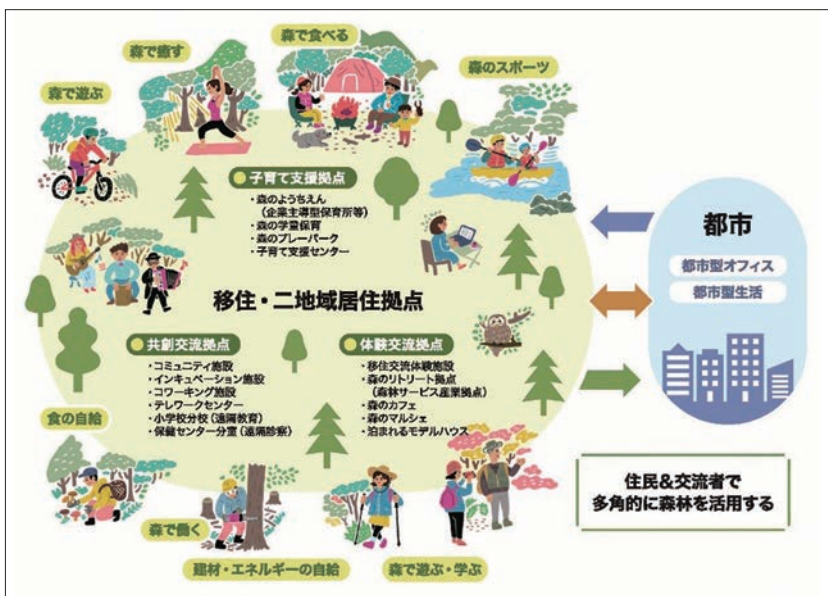 森で癒す
森で食べる
森のスポーツ
森で遊ぶ
子育て支援拠点
・森のようちえん
（企業主導型保育所等）
・森の学童保育
・森のプレーパーク
・子育て支援センター
都市
都市型オフィス
都市型生活
移住・二地域居住拠点
共創交流拠点
・コミュニティ施設
・インキュベーション施設
・コワーキング施設
・テレワークセンター
・小学校分校（遠隔教育）
・保健センター分室（遠隔診察）
体験交流拠点
・移住交流体験施設
・森のリトリート拠点
（森林サービス産業拠点）
・森のカフェ
・森のマルシェ
・泊まれるモデルハウス
食の自給
森で働く
建材・エネルギーの自給
森で遊ぶ・学ぶ
住民&交流者で
多角的に森林を活用する